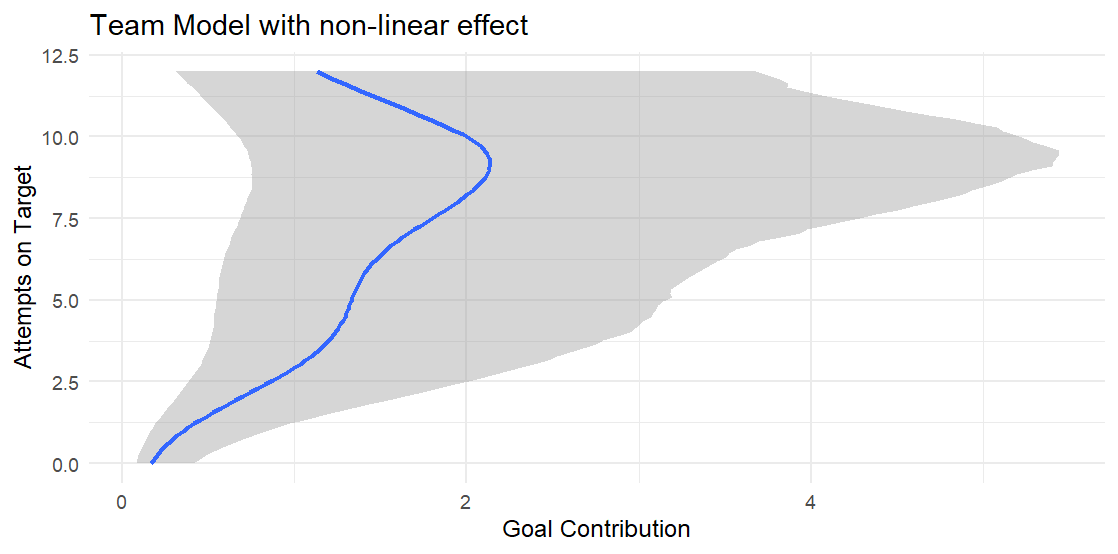 Team Model with non-linear effect
12.5
10.0
7.5
5.0
2.5
0.0
Attempts on Target
0 2 4
Goal Contribution